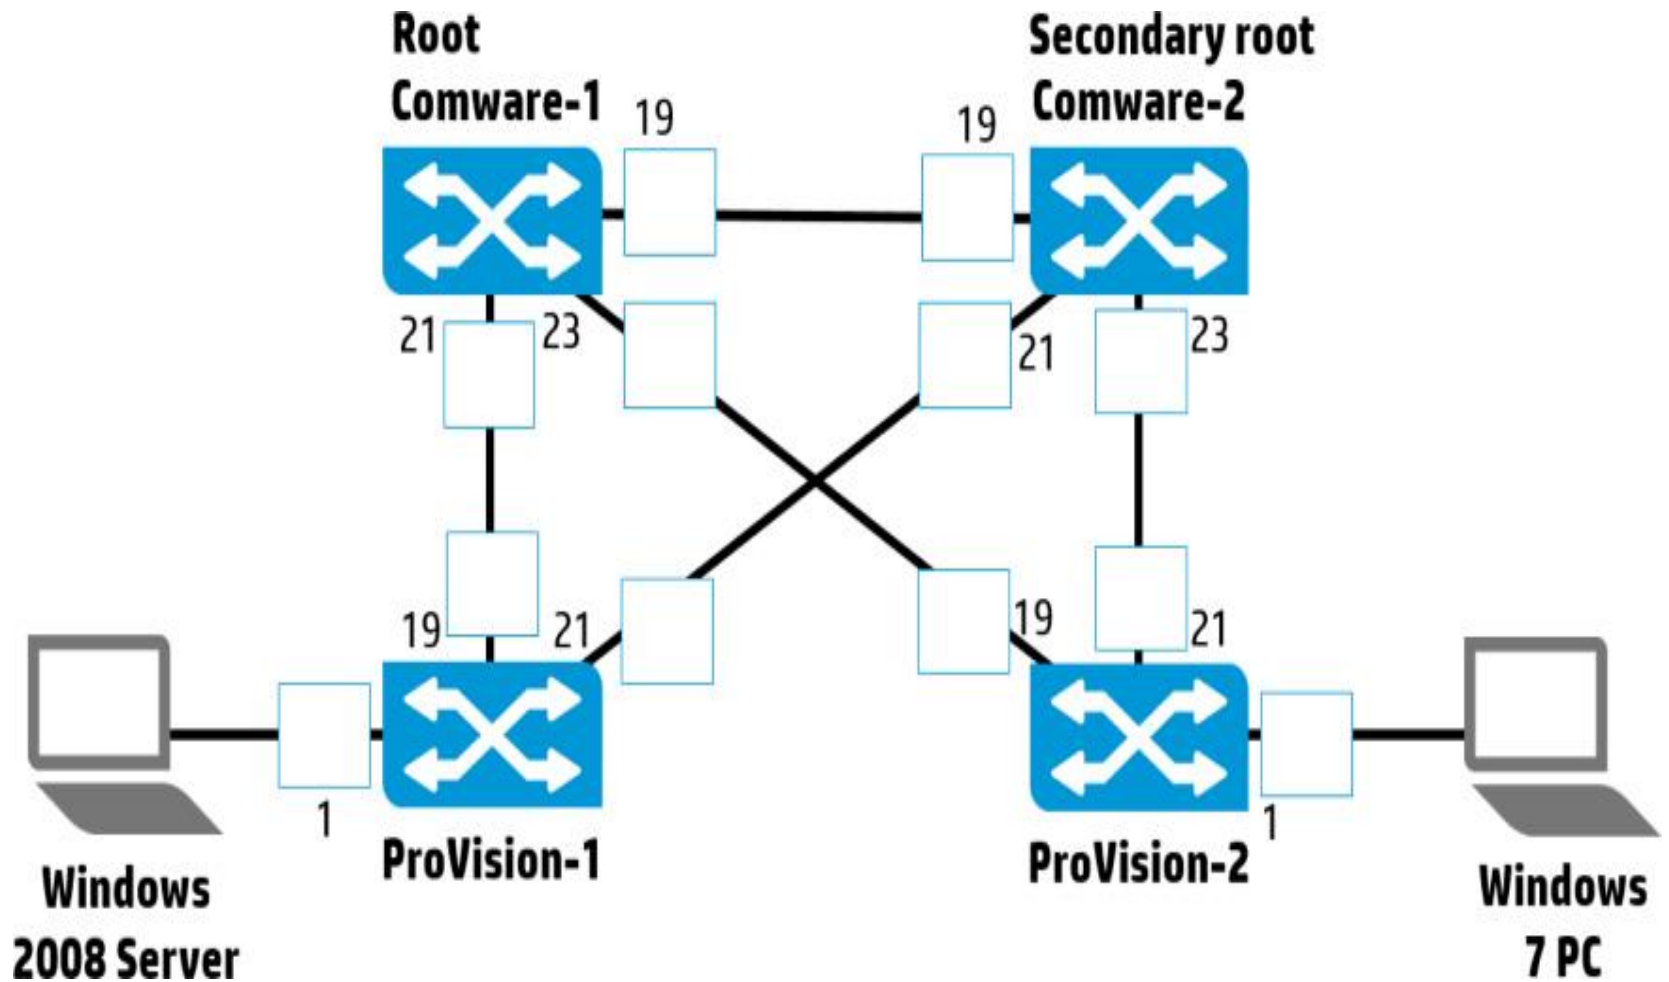 Root
Comware-1
Secondary root
Comware-2
19
19
21
23
21
23
19
21
19
21
1
1
ProVision-1
ProVision-2
Windows
2008 Server
Windows
7 PC